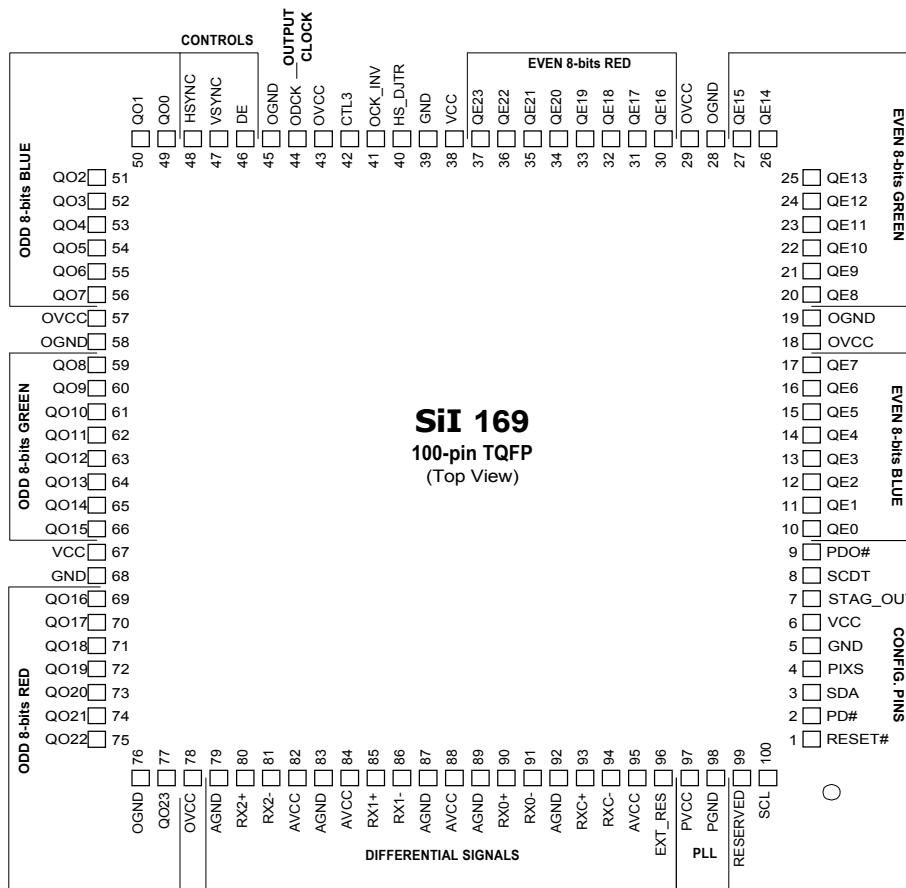 CONTROLS
OUTPUT
CLOCK
EVEN 8-bits RED
QO1
QO0
HSYNC
VSYNC
DE
OGND
ODCK
OVCC
CTL3
OCK_INV
HS_DJTR
GND
VCC
QE23
QE22
QE21
QE20
QE19
QE18
QE17
QE16
OVCC
OGND
QE15
QE14
50
49
48
47
46
45
44
43
42
41
40
39
38
37
36
35
34
33
32
31
30
29
28
27
26
ODD 8-bits BLUE
QO2 51
QO3 52
QO4 53
QO5 54
QO6 55
QO7 56
OVCC 57
OGND 58
ODD 8-bits GREEN
QO8 59
QO9 60
QO10 61
QO11 62
QO12 63
QO13 64
QO14 65
QO15 66
VCC 67
GND 68
ODD 8-bits RED
QO16 69
QO17 70
QO18 71
QO19 72
QO20 73
QO21 74
QO22 75
SiI 169
100-pin TQFP
(Top View)
EVEN 8-bits GREEN
25 QE13
24 QE12
23 QE11
22 QE10
21 QE9
20 QE8
19 OGND
18 OVCC
EVEN 8-bits BLUE
17 QE7
16 QE6
15 QE5
14 QE4
13 QE3
12 QE2
11 QE1
10 QE0
CONFIG. PINS
9 PDO#
8 SCDT
7 STAG_OUT
6 VCC
5 GND
4 PIXS
3 SDA
2 PD#
1 RESET#
76
77
78
79
80
81
82
83
84
85
86
87
88
89
90
91
92
93
94
95
96
97
98
99
100
OGND
QO23
OVCC
AGND
RX2+
RX2-
AVCC
AGND
AVCC
RX1+
RX1-
AGND
AVCC
AGND
RX0+
RX0-
AGND
RXC+
RXC-
AVCC
EXT_RES
PVCC
PGND
RESERVED
SCL
DIFFERENTIAL SIGNALS
PLL